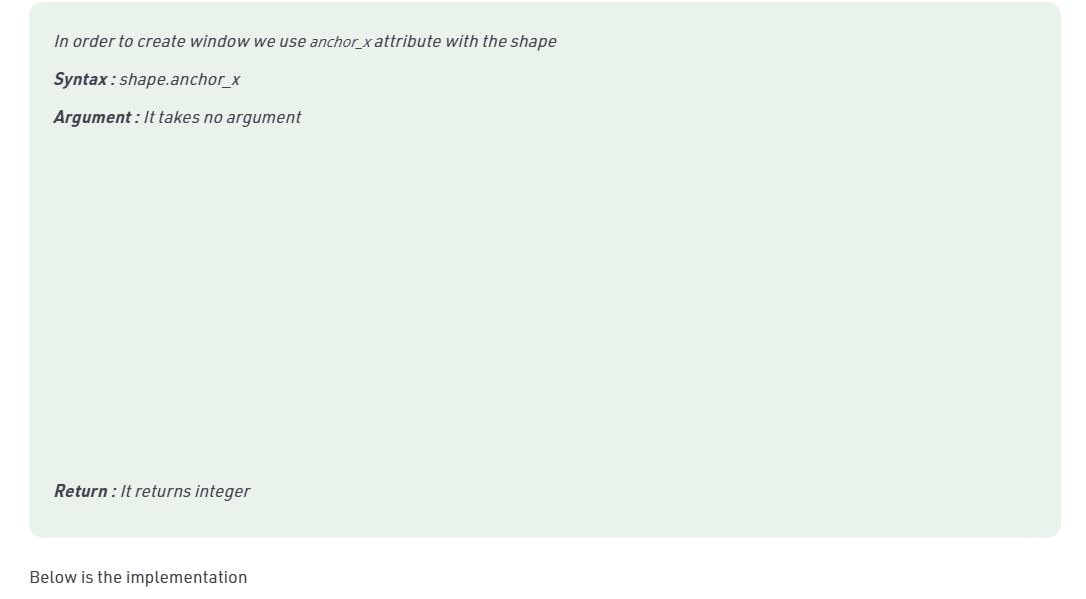 In order to create window we use anchor_x attribute with the shape
Syntax : shape.anchor_x
Argument : It takes no argument
Return : It returns integer
Below is the implementation